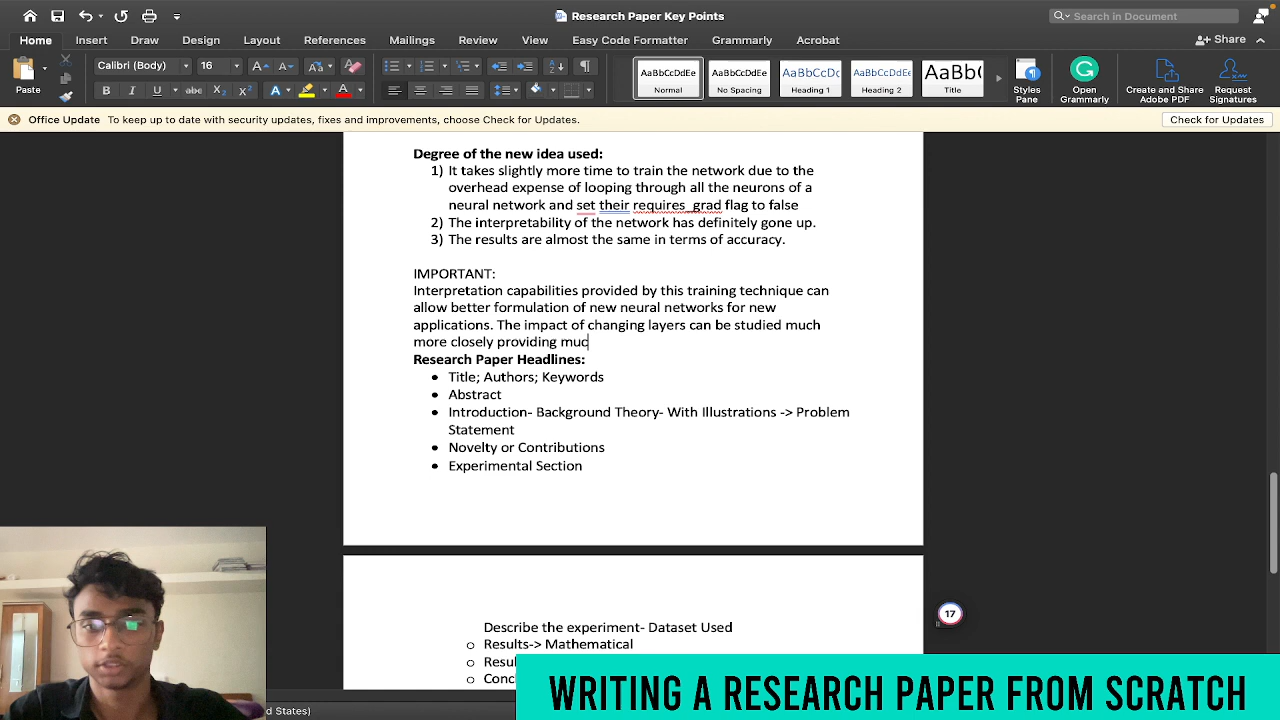 Research Paper Key Points
Search in Document
Home Insert Draw Design Layout References Mailings Review View Easy Code Formatter Grammarly Acrobat
Share
Paste
Calibri (Body) 16
AaBbCcDdEe AaBbCcDdEe AaBbCcDc AaBbCcDdEe AaBbC
Normal No Spacing Heading 1 Heading 2 Title
Styles Pane
Open Grammarly
Create and Share Adobe PDF
Request Signatures
Office Update To keep up to date with security updates, fixes and improvements, choose Check for Updates.
Check for Updates
Degree of the new idea used:
1) It takes slightly more time to train the network due to the
overhead expense of looping through all the neurons of a
neural network and set their requires_grad flag to false
2) The interpretability of the network has definitely gone up.
3) The results are almost the same in terms of accuracy.
IMPORTANT:
Interpretation capabilities provided by this training technique can
allow better formulation of new neural networks for new
applications. The impact of changing layers can be studied much
more closely providing muc
Research Paper Headlines:
• Title; Authors; Keywords
• Abstract
• Introduction- Background Theory- With Illustrations -> Problem
Statement
• Novelty or Contributions
• Experimental Section
Describe the experiment- Dataset Used
o Results-> Mathematical
o Resul
o Conc
17
d States)
WRITING A RESEARCH PAPER FROM SCRATCH